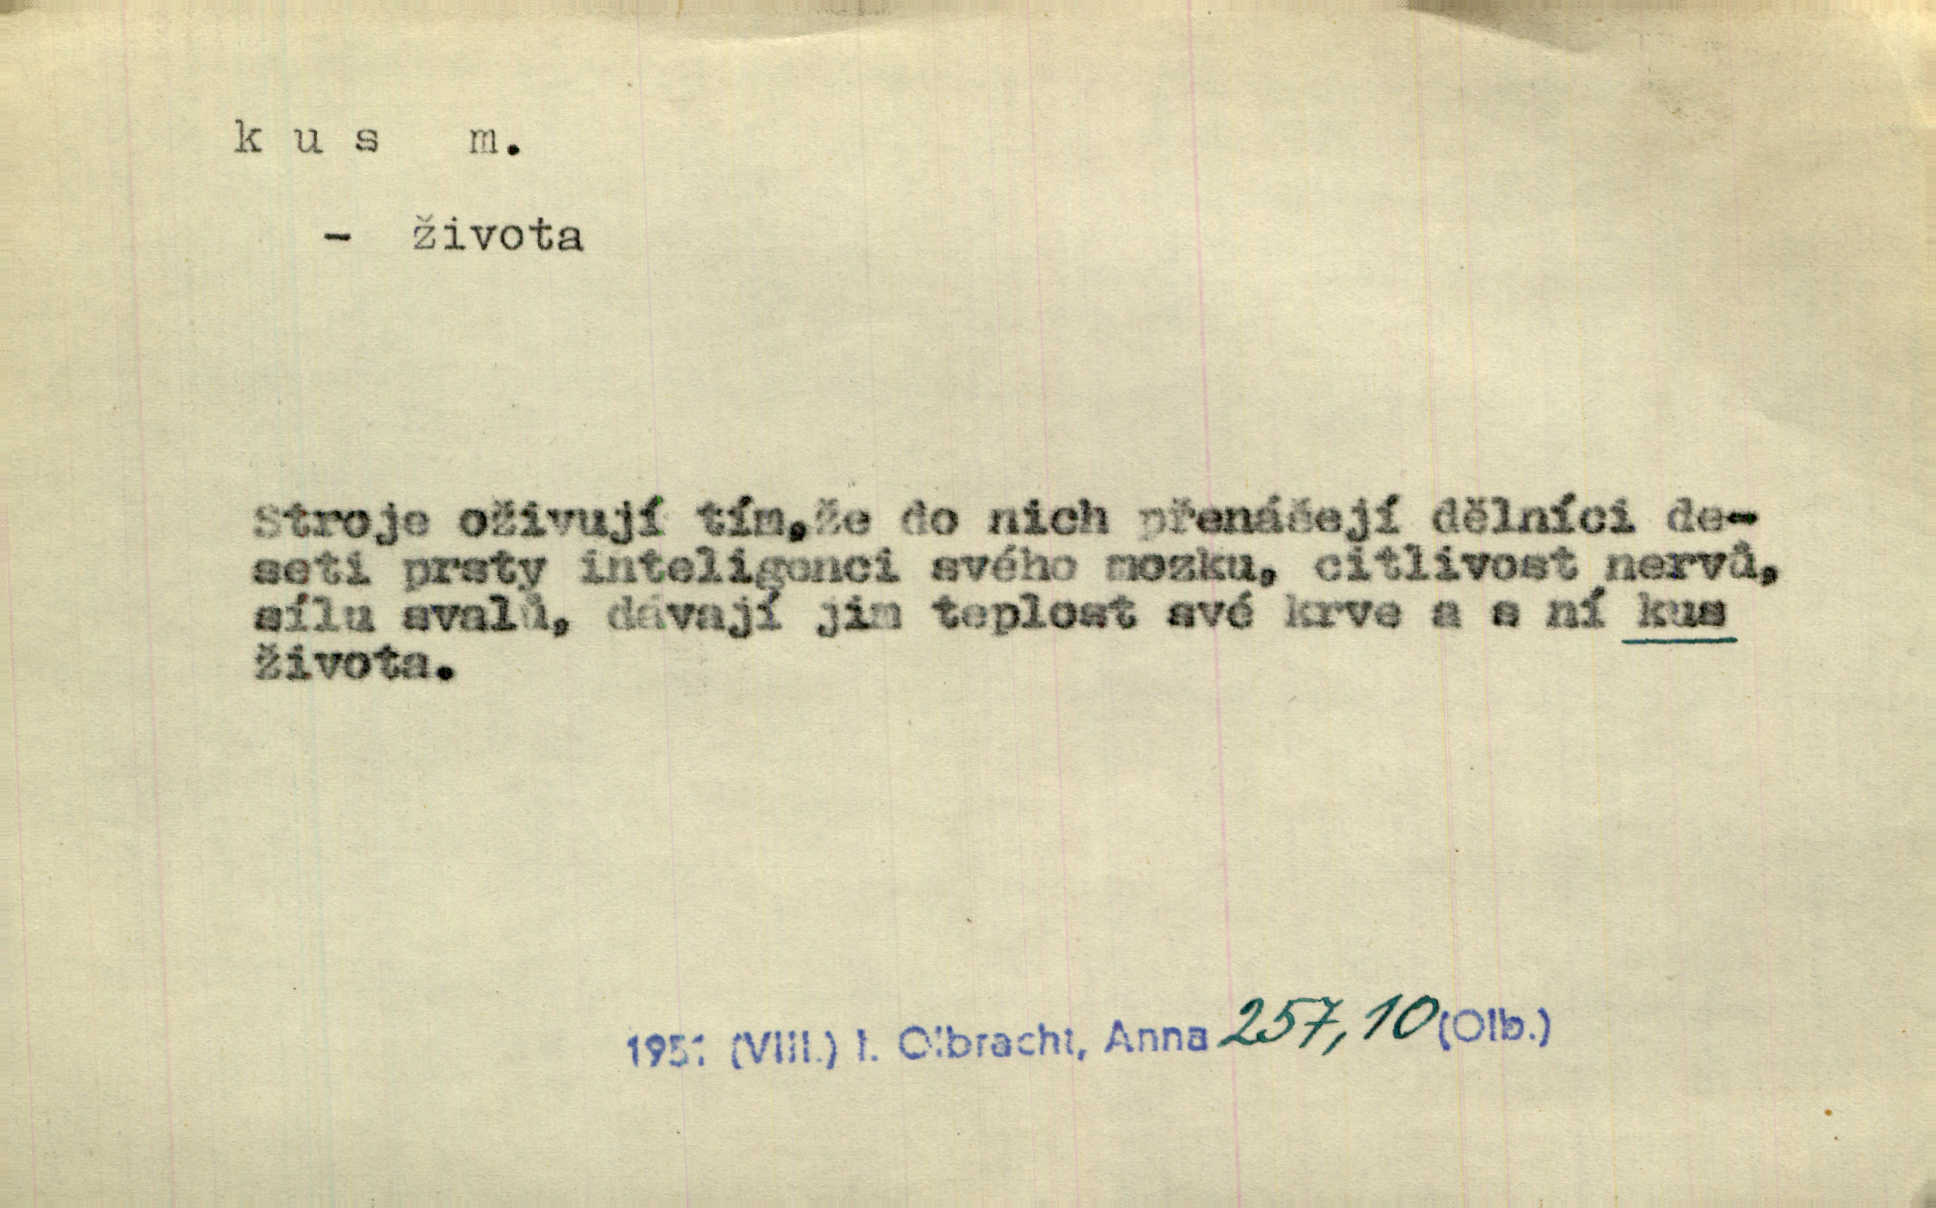 k u s m.
- života
Stroje oživují tím,že do nich přenášejí dělníci de-
seti prsty inteligenci svého mozku, citlivost nervů,
sílu svalů, dávají jim teplost své krve a s ní kus
života.
1951 (VIII.) I. Olbracht, Anna 257,10 (Olb.)